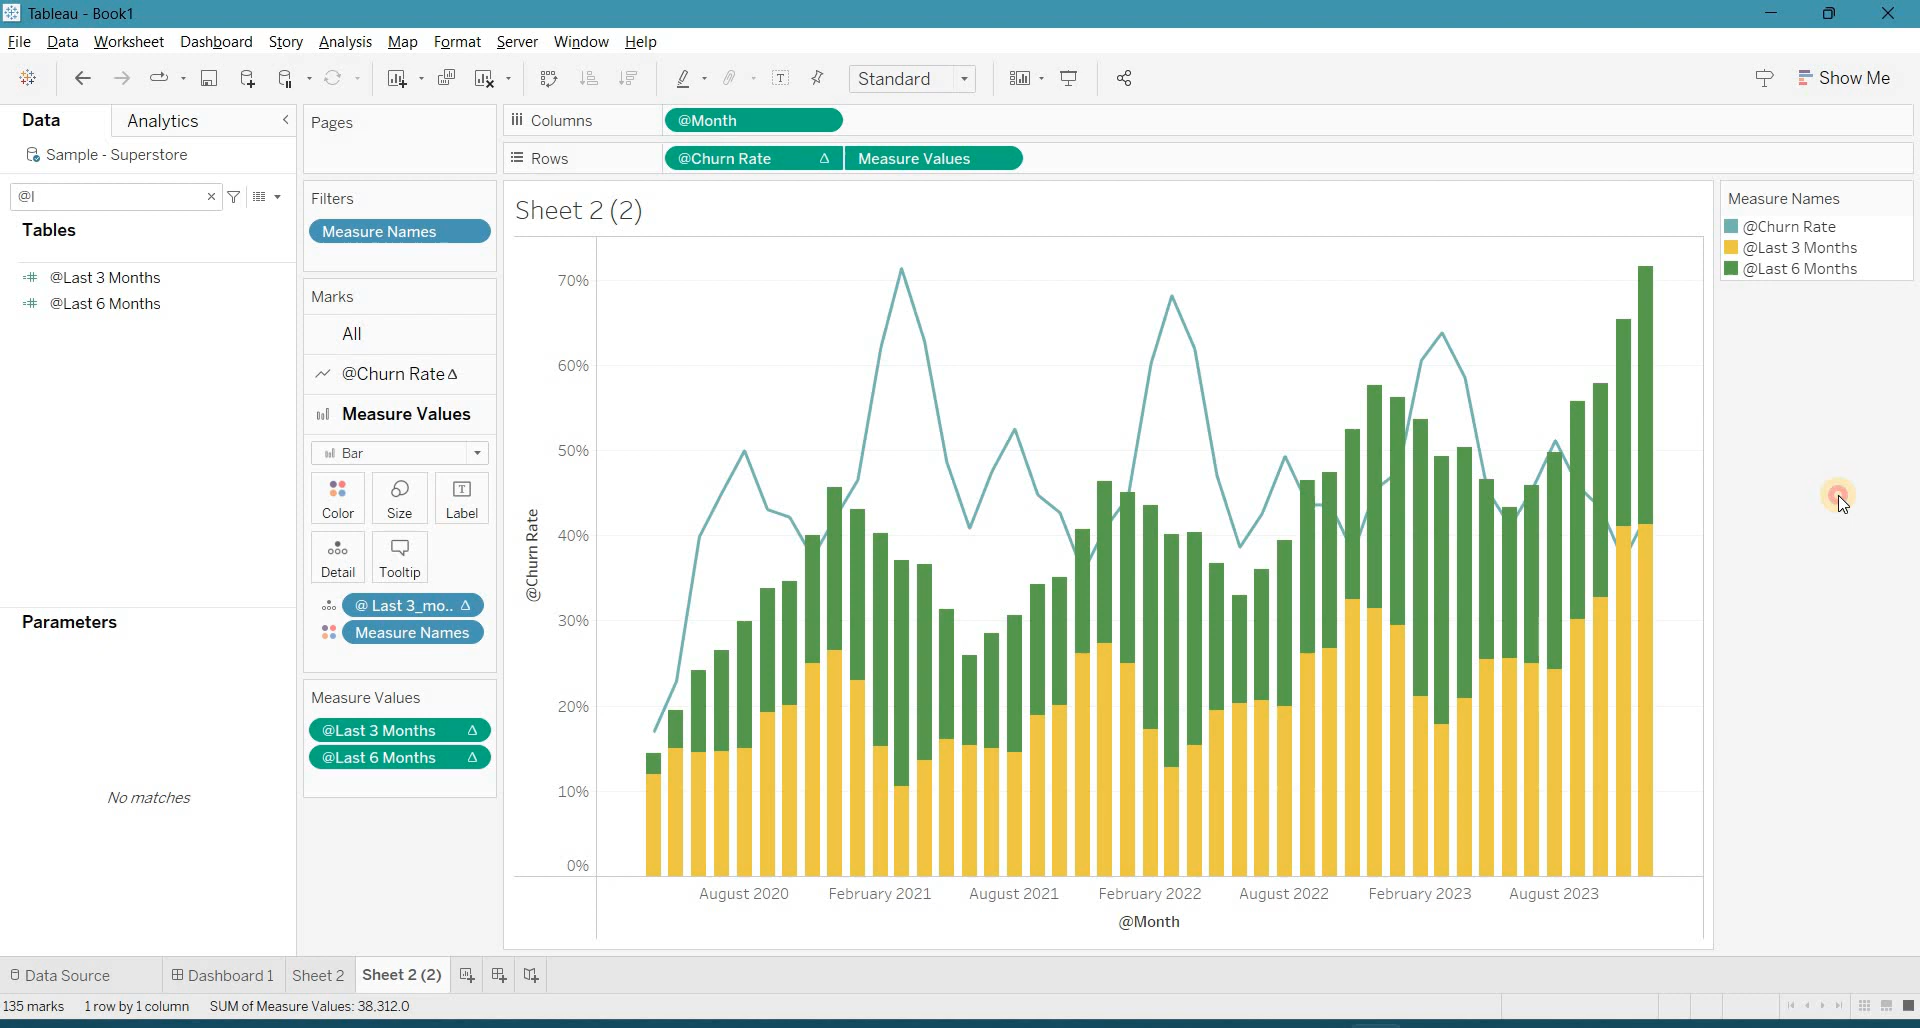 Tableau - Book1
File Data Worksheet Dashboard Story Analysis Map Format Server Window Help
Standard
Show Me
Data
Analytics
Sample - Superstore
@l
Tables
@Last 3 Months
@Last 6 Months
Parameters
No matches
Pages
Filters
Measure Names
Marks
All
@Churn Rate
Measure Values
Bar
Color
Size
Label
Detail
Tooltip
@ Last 3_mo..
Measure Names
Measure Values
@Last 3 Months
@Last 6 Months
Columns
@Month
Rows
@Churn Rate
Measure Values
Sheet 2 (2)
70%
60%
50%
40%
30%
20%
10%
0%
@Churn Rate
August 2020
February 2021
August 2021
February 2022
August 2022
February 2023
August 2023
@Month
Measure Names
@Churn Rate
@Last 3 Months
@Last 6 Months
Data Source
Dashboard 1
Sheet 2
Sheet 2 (2)
135 marks
1 row by 1 column
SUM of Measure Values: 38,312.0